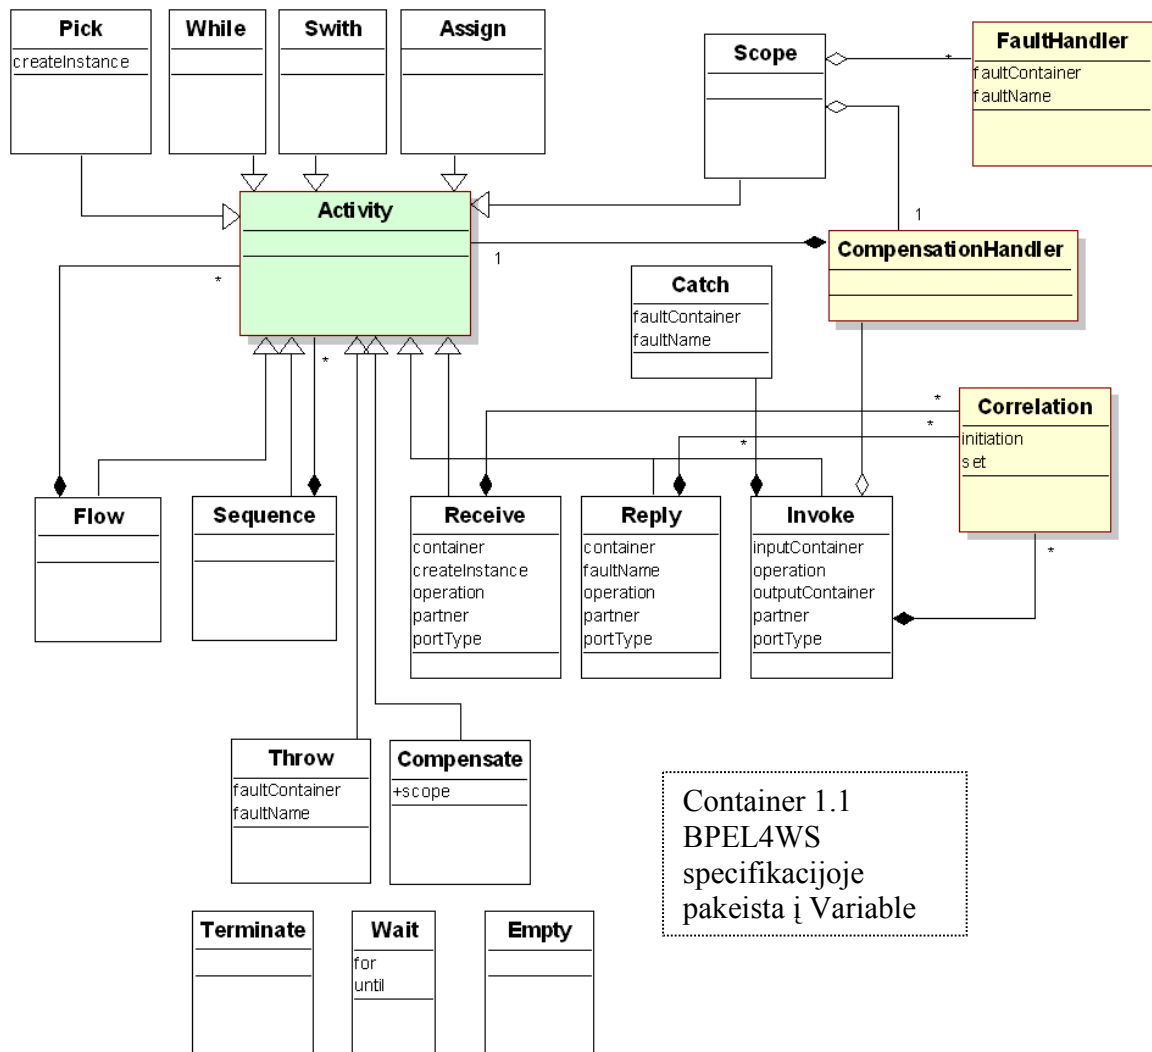 Pick
createInstance
While
Swith
Assign
Scope
FaultHandler
faultContainer
faultName
*
Activity
1
*
*
1
CompensationHandler
Catch
faultContainer
faultName
*
*
*
Correlation
initiation
set
*
Flow
Sequence
Receive
container
createInstance
operation
partner
portType
Reply
container
faultName
operation
partner
portType
Invoke
inputContainer
operation
outputContainer
partner
portType
Throw
faultContainer
faultName
Compensate
+scope
Container 1.1
BPEL4WS
specifikacijoje
pakeista į Variable
Terminate
Wait
for
until
Empty